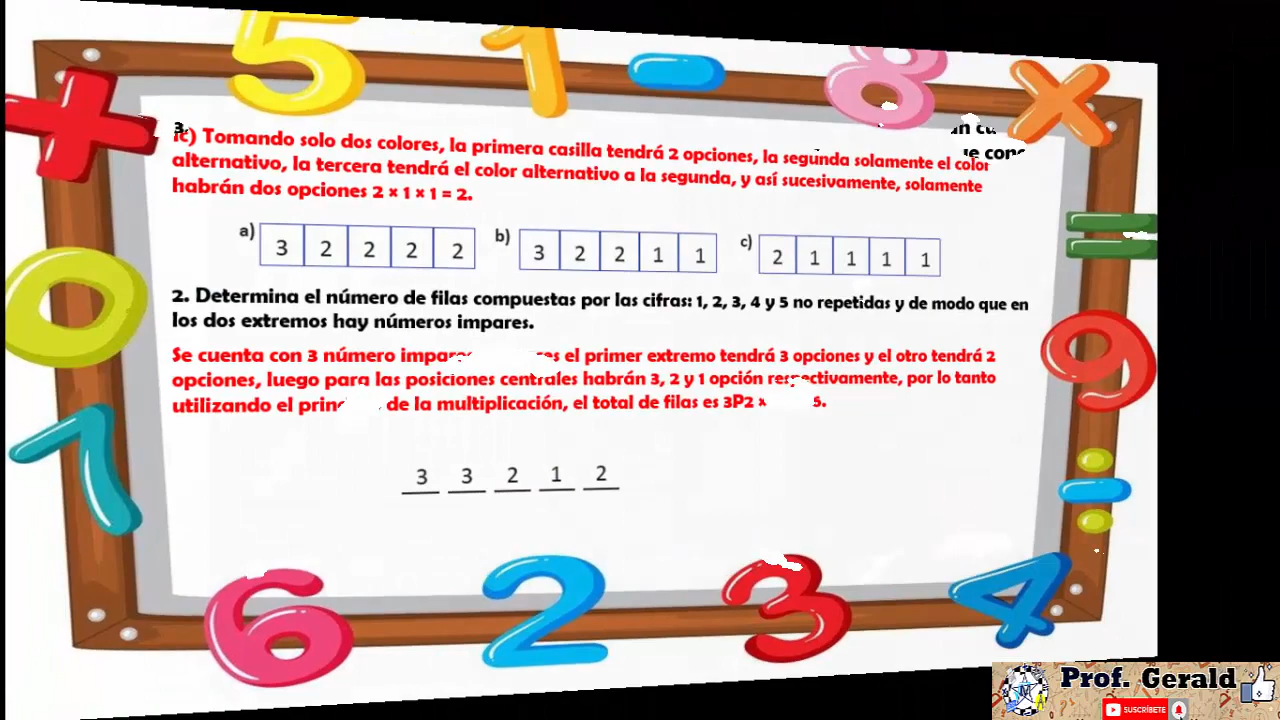 3.
1c) Tomando solo dos colores, la primera casilla tendrá 2 opciones, la segunda solamente el color
alternativo, la tercera tendrá el color alternativo a la segunda, y así sucesivamente, solamente
habrán dos opciones 2 × 1 × 1 = 2.
a) 3 2 2 2 2 b) 3 2 2 1 1 c) 2 1 1 1 1
2. Determina el número de filas compuestas por las cifras: 1, 2, 3, 4 y 5 no repetidas y de modo que en
los dos extremos hay números impares.
Se cuenta con 3 número el primer extremo tendrá 3 opciones y el otro tendrá 2
opciones, luego para las posiciones centrales habrán 3, 2 y 1 opción respectivamente, por lo tanto
utilizando el de la multiplicación, el total de filas es 3P2 ×
3 3 2 1 2
Prof. Gerald
SUSCRÍBETE